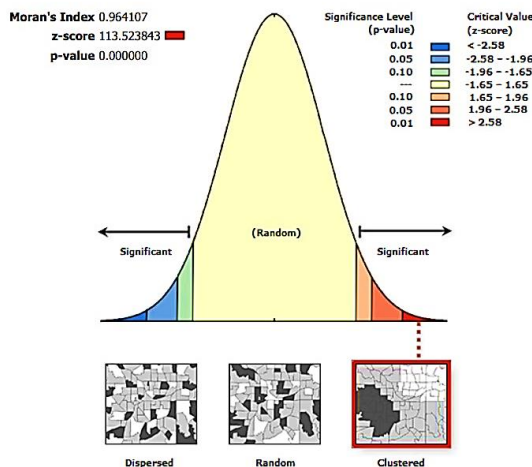 Moran's Index 0.964107
z-score 113.523843
p-value 0.000000
Significance Level
(p-value)
Critical Value
(z-score)
0.01 < -2.58
0.05 -2.58 – -1.96
0.10 -1.96 – -1.65
--- -1.65 – 1.65
0.10 1.65 – 1.96
0.05 1.96 – 2.58
0.01 > 2.58
Significant
(Random)
Significant
Dispersed
Random
Clustered